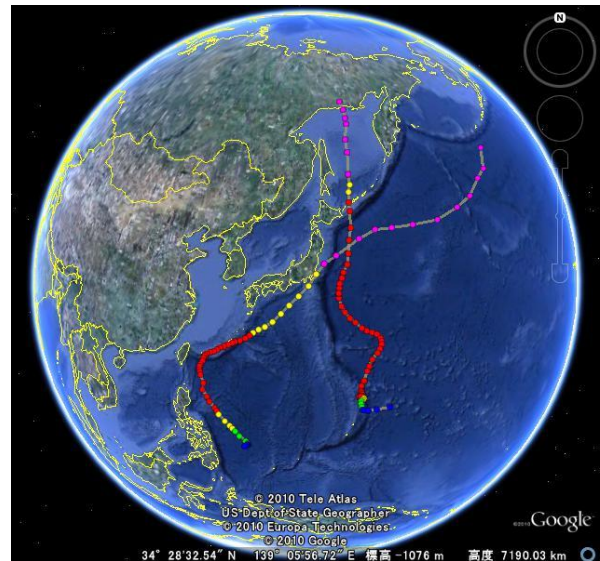 N
© 2010 Tele Atlas
US Dept of State Geographer
© 2010 Europa Technologies
© 2010 Google
©2010 Google
34° 28'32.54" N 139° 05'56.72" E 標高 -1076 m 高度 7190.03 km